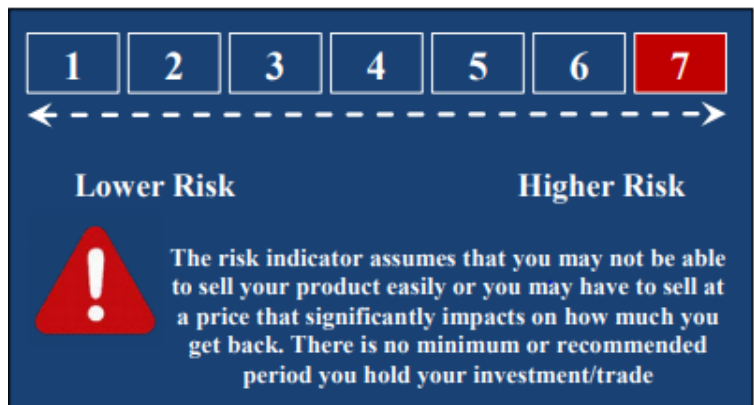 1 2 3 4 5 6 7
Lower Risk Higher Risk
The risk indicator assumes that you may not be able
to sell your product easily or you may have to sell at
a price that significantly impacts on how much you
get back. There is no minimum or recommended
period you hold your investment/trade